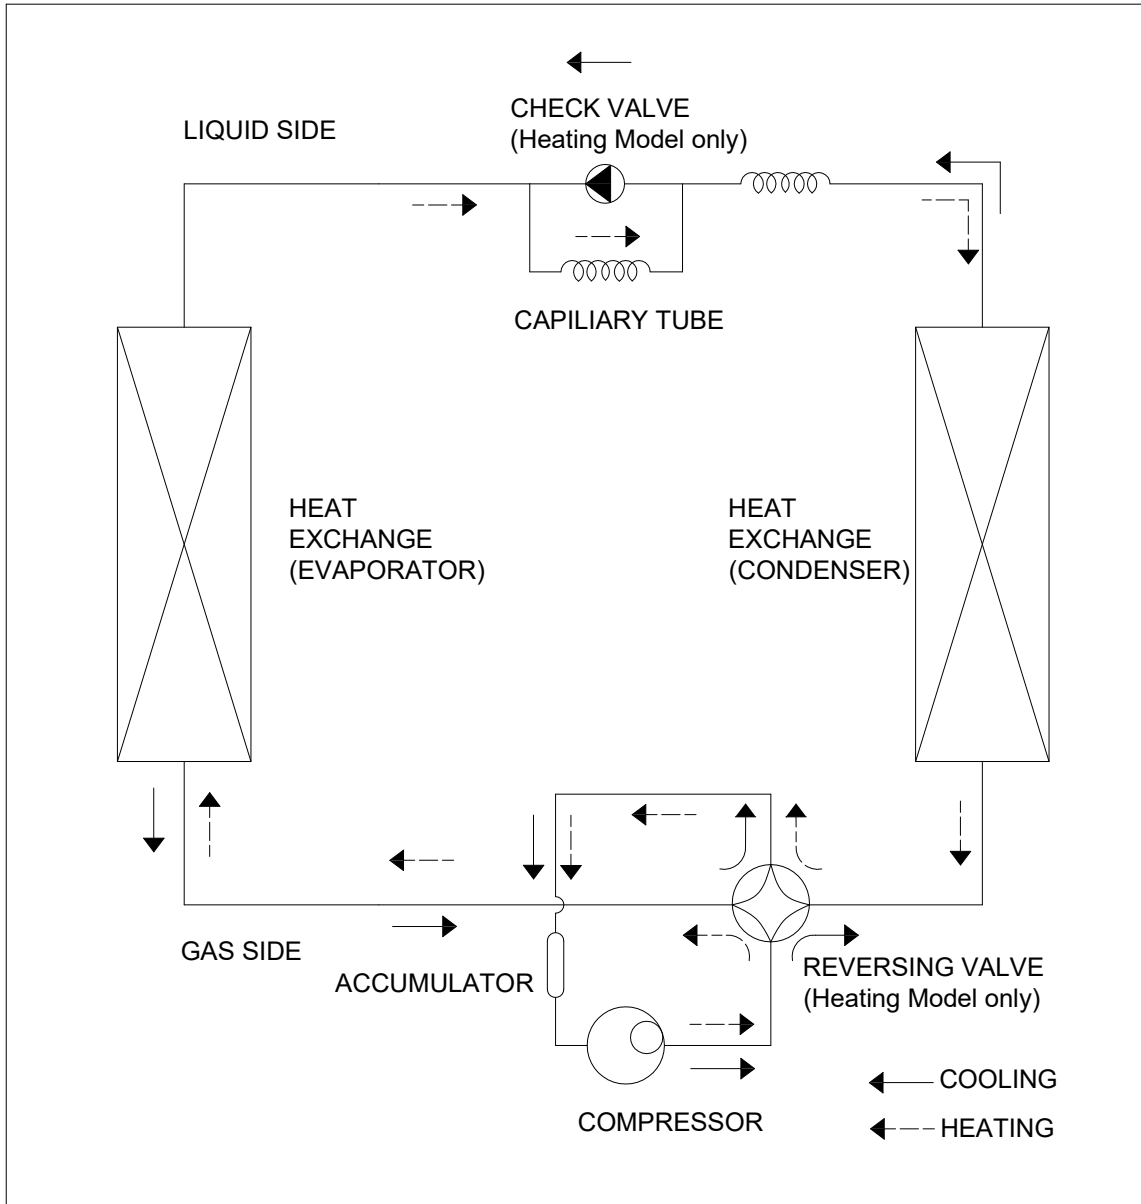 CHECK VALVE
(Heating Model only)
LIQUID SIDE
CAPILIARY TUBE
HEAT
EXCHANGE
(EVAPORATOR)
HEAT
EXCHANGE
(CONDENSER)
GAS SIDE
ACCUMULATOR
REVERSING VALVE
(Heating Model only)
COMPRESSOR
COOLING
HEATING